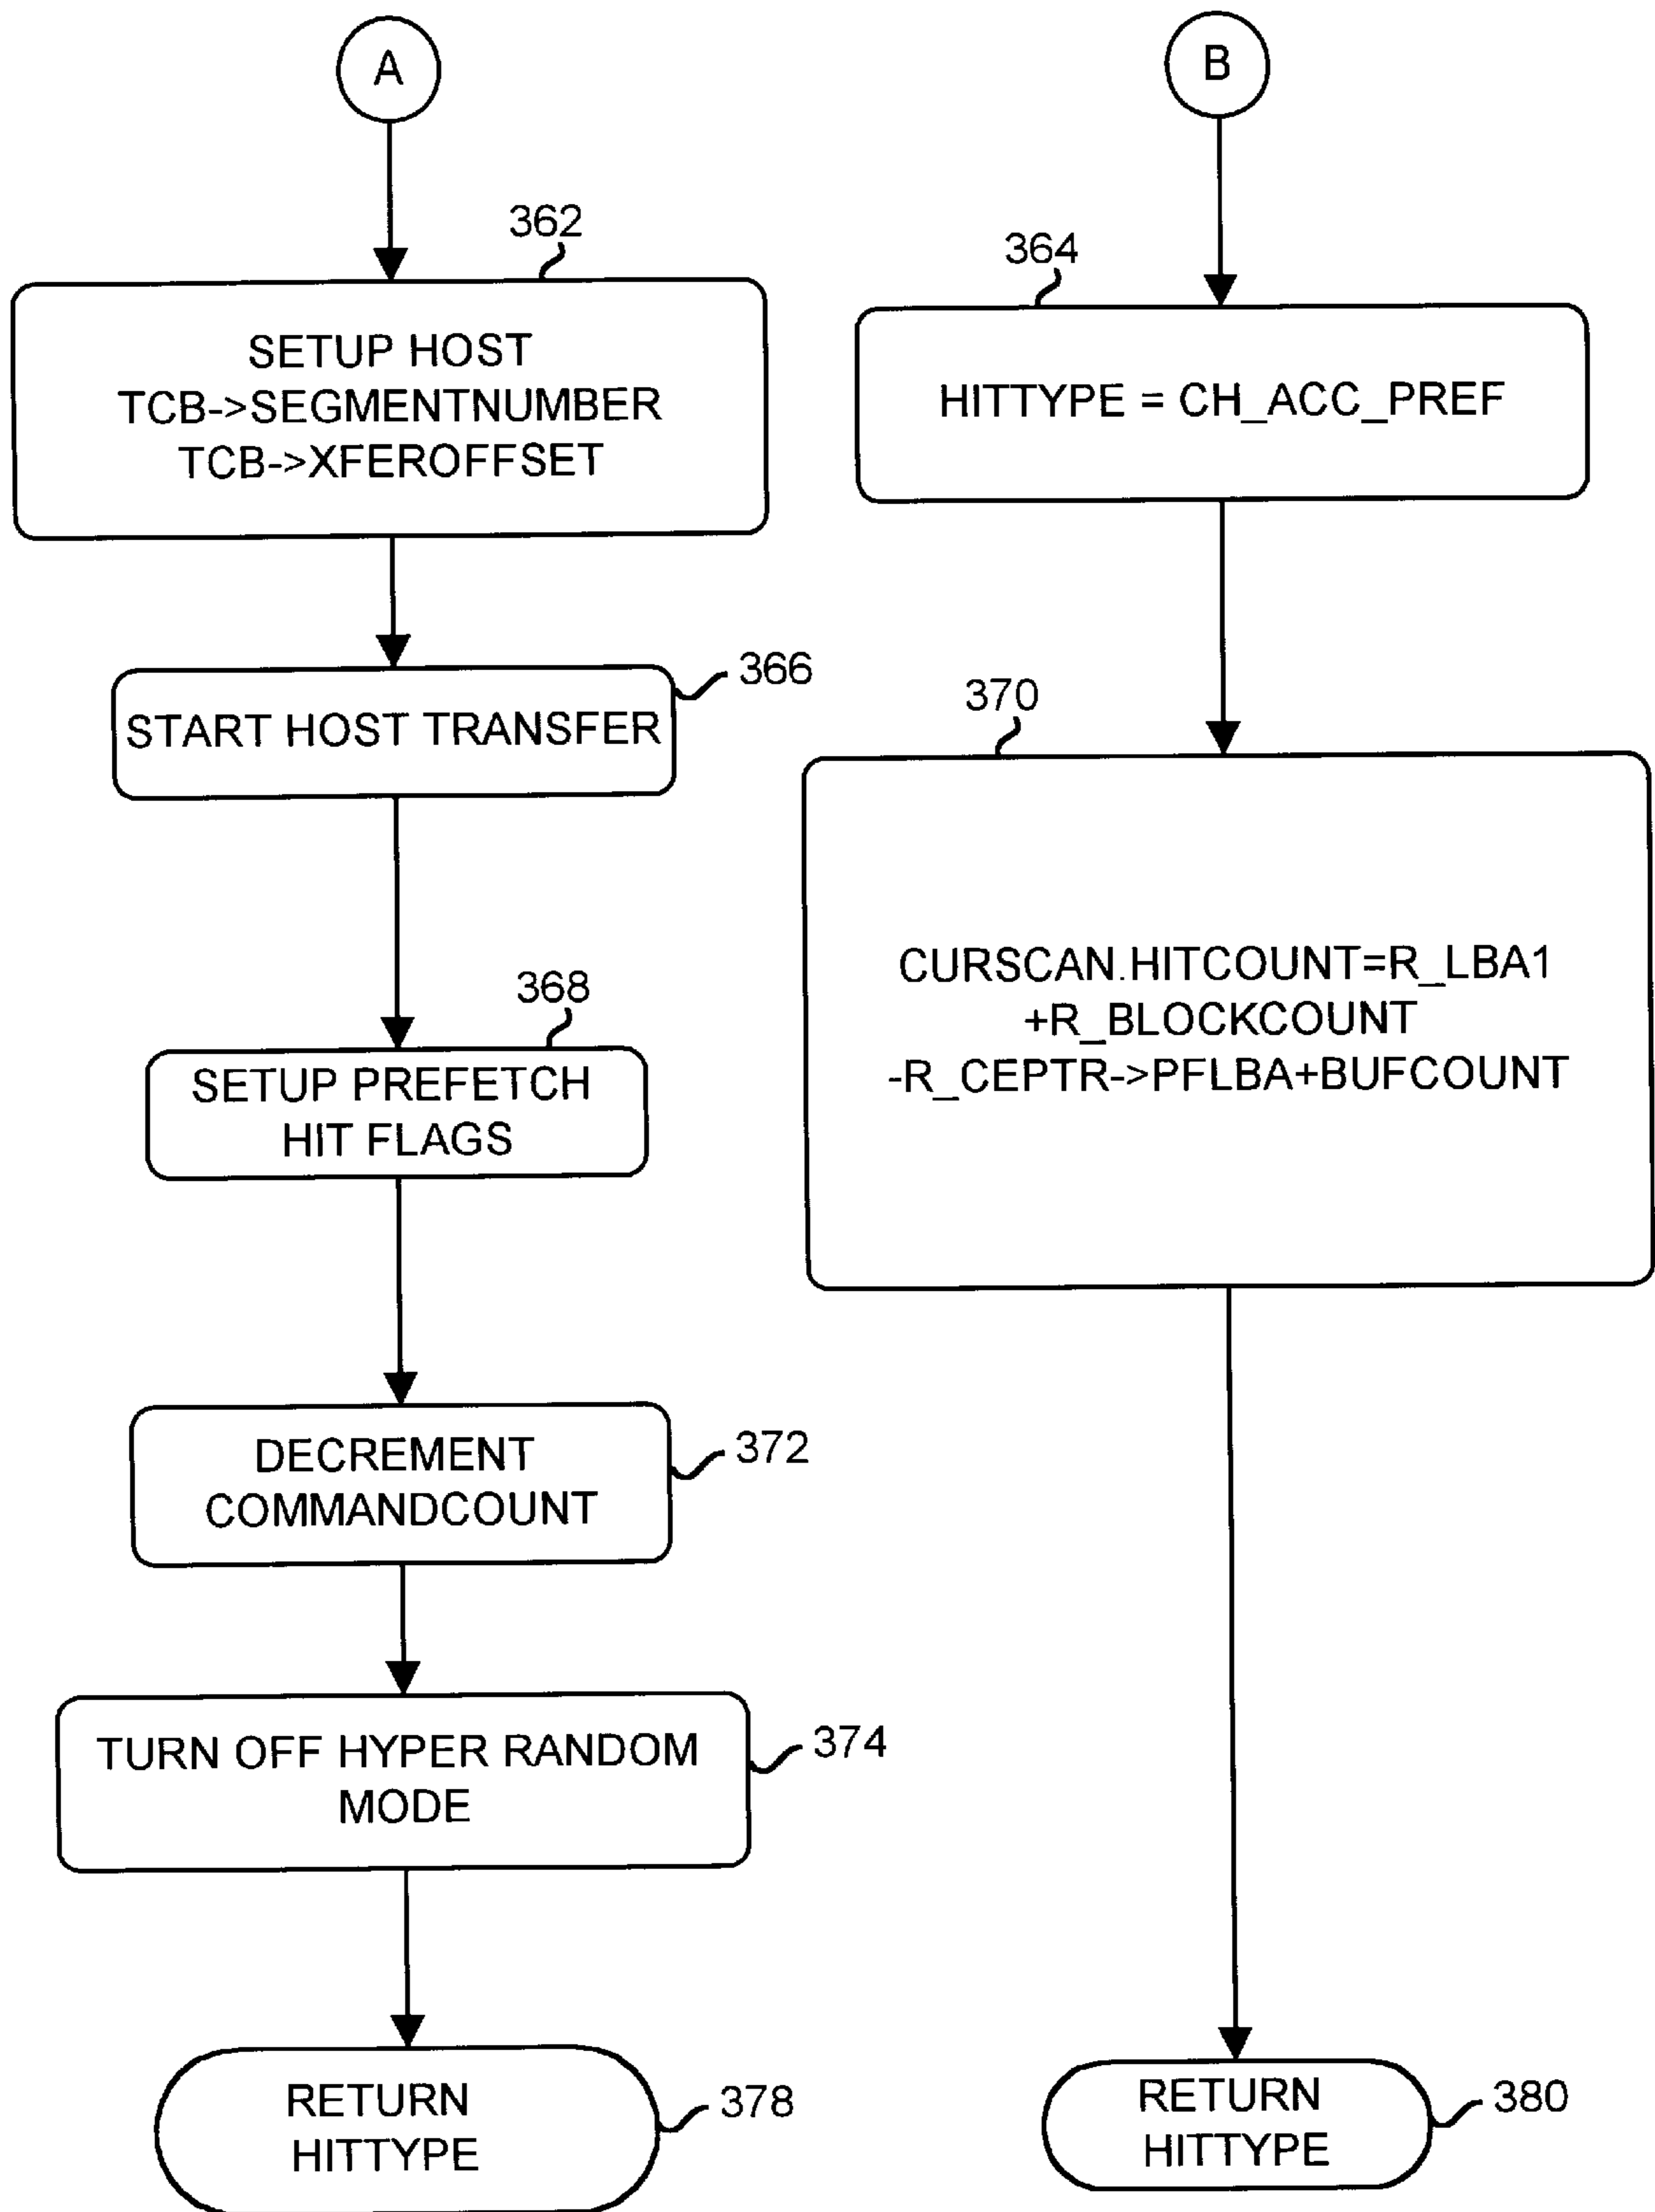 A
362
SETUP HOST
TCB->SEGMENTNUMBER
TCB->XFEROFFSET
366
START HOST TRANSFER
368
SETUP PREFETCH
HIT FLAGS
DECREMENT
COMMANDCOUNT
372
TURN OFF HYPER RANDOM
MODE
374
RETURN
HITTYPE
378
B
364
HITTYPE = CH_ACC_PREF
370
CURSCAN.HITCOUNT=R_LBA1
+R_BLOCKCOUNT
-R_CEPTR->PFLBA+BUFCOUNT
RETURN
HITTYPE
380